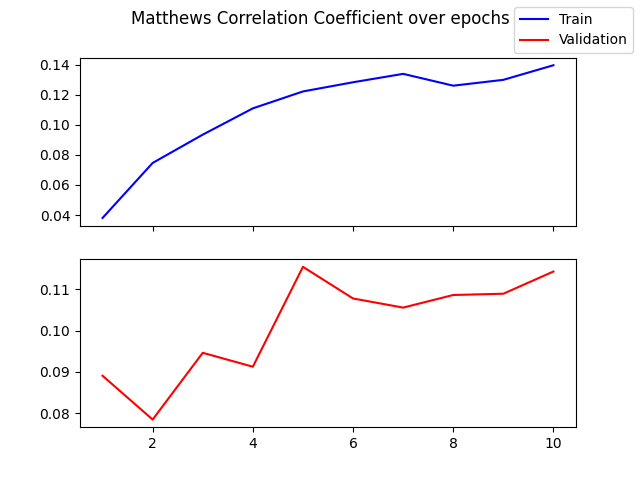 Matthews Correlation Coefficient over epochs
Train
Validation
0.14
0.12
0.10
0.08
0.06
0.04
0.11
0.10
0.09
0.08
2 4 6 8 10